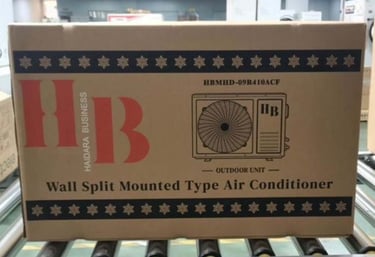 HBMHD-09R410ACF
HB
HAIDARA BUSINESS
HB
OUTDOOR UNIT
Wall Split Mounted Type Air Conditioner